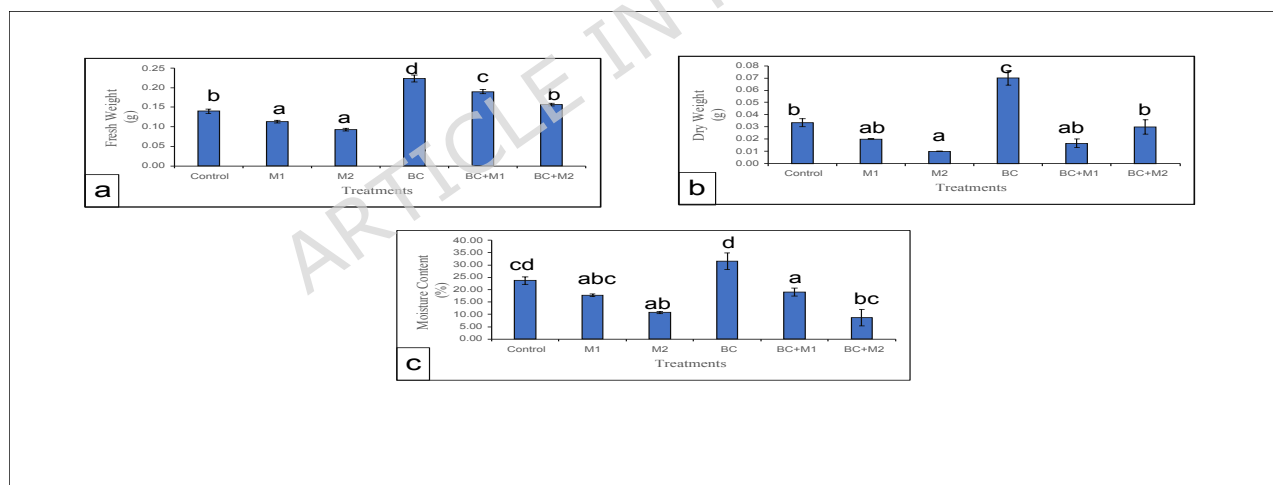 ARTICLE IN
0.25
0.20
0.15
0.10
0.05
0.00
Fresh Weight
(g)
b
a
a
d
c
b
Control M1 M2 BC BC+M1 BC+M2
Treatments
a
0.08
0.07
0.06
0.05
0.04
0.03
0.02
0.01
0.00
Dry Weight
(g)
b
ab
a
c
ab
b
Control M1 M2 BC BC+M1 BC+M2
Treatments
b
40.00
35.00
30.00
25.00
20.00
15.00
10.00
5.00
0.00
Moisture Content
(%)
cd
abc
ab
d
a
bc
Control M1 M2 BC BC+M1 BC+M2
Treatments
c